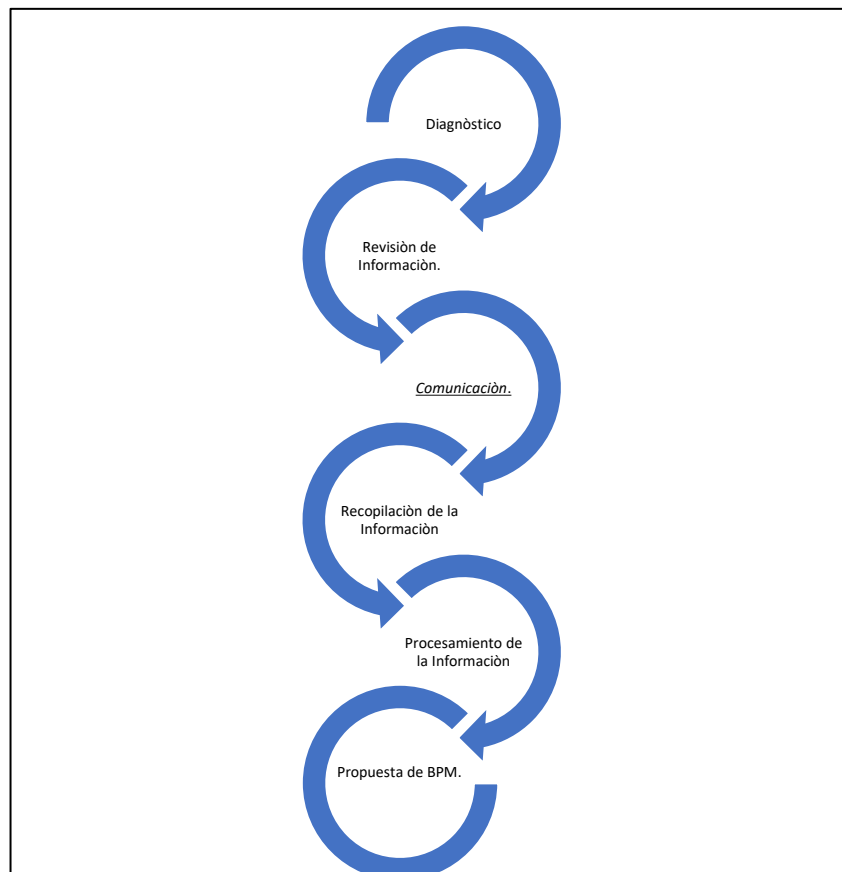 Diagnòstico
Revisiòn de
Informaciòn.
Comunicaciòn.
Recopilaciòn de la
Informaciòn
Procesamiento de
la Informaciòn
Propuesta de BPM.